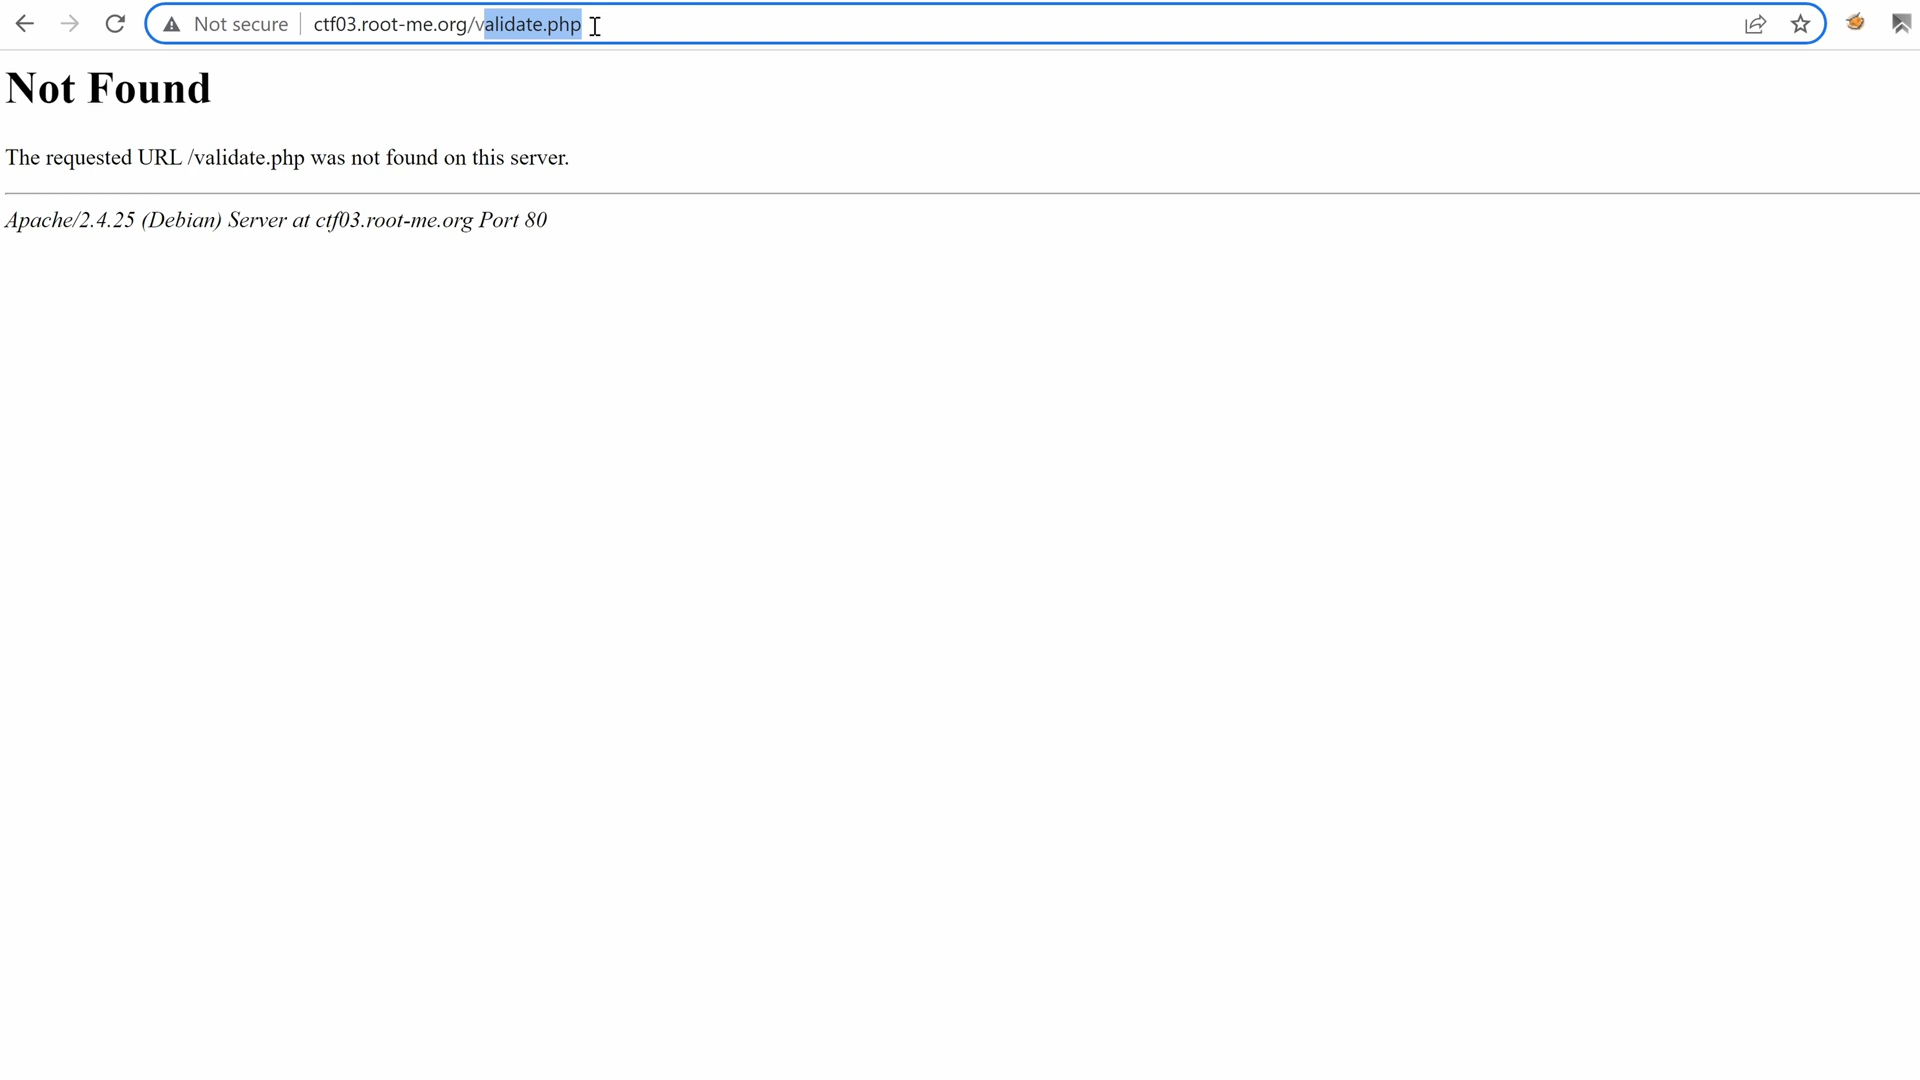 Not secure ctf03.root-me.org/validate.php
Not Found
The requested URL /validate.php was not found on this server.
Apache/2.4.25 (Debian) Server at ctf03.root-me.org Port 80